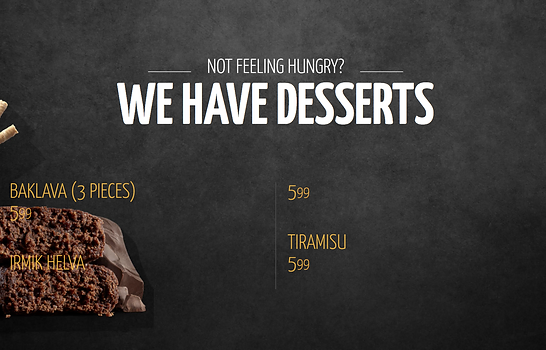 NOT FEELING HUNGRY?
WE HAVE DESSERTS
BAKLAVA (3 PIECES)
599
IRMIK HELVA
599
TIRAMISU
599